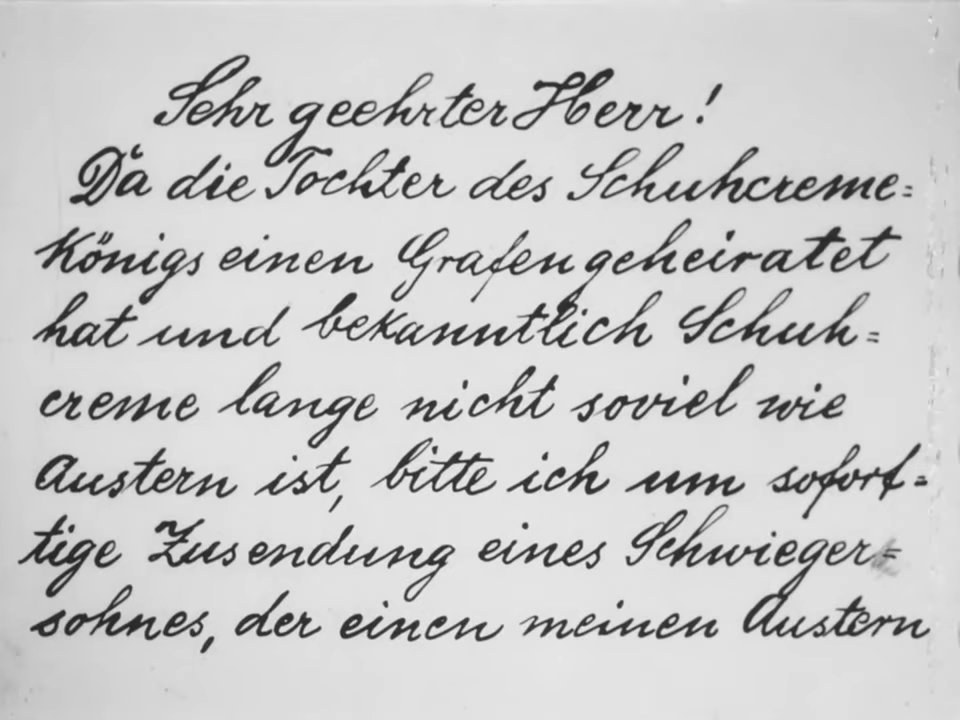 Sehr geehrter Herr!
Da die Tochter des Schuhcreme=
Königs einen Grafen geheiratet
hat und bekanntlich Schuh=
creme lange nicht soviel wie
Austern ist, bitte ich um sofort=
tige Zusendung eines Schwieger=
sohnes, der einen meinen Austern